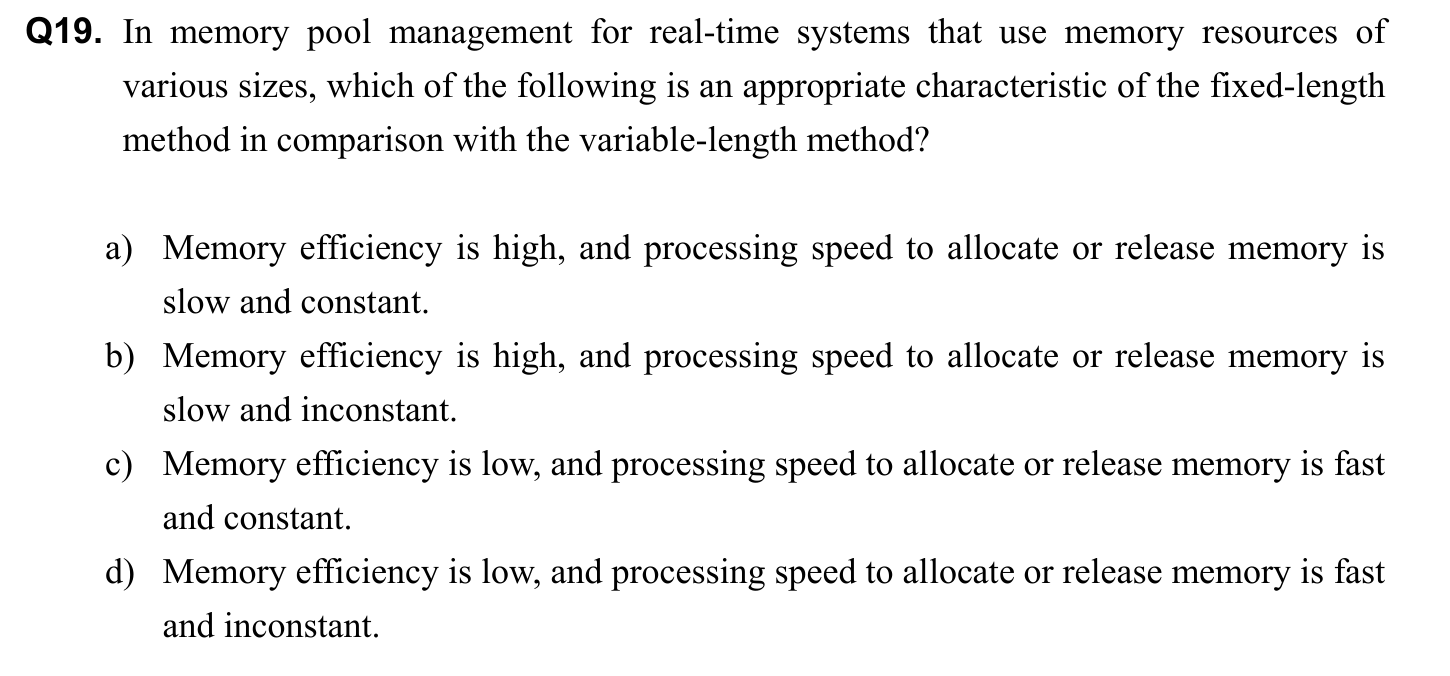 Q19. In memory pool management for real-time systems that use memory resources of
various sizes, which of the following is an appropriate characteristic of the fixed-length
method in comparison with the variable-length method?
a) Memory efficiency is high, and processing speed to allocate or release memory is
slow and constant.
b) Memory efficiency is high, and processing speed to allocate or release memory is
slow and inconstant.
c) Memory efficiency is low, and processing speed to allocate or release memory is fast
and constant.
d) Memory efficiency is low, and processing speed to allocate or release memory is fast
and inconstant.